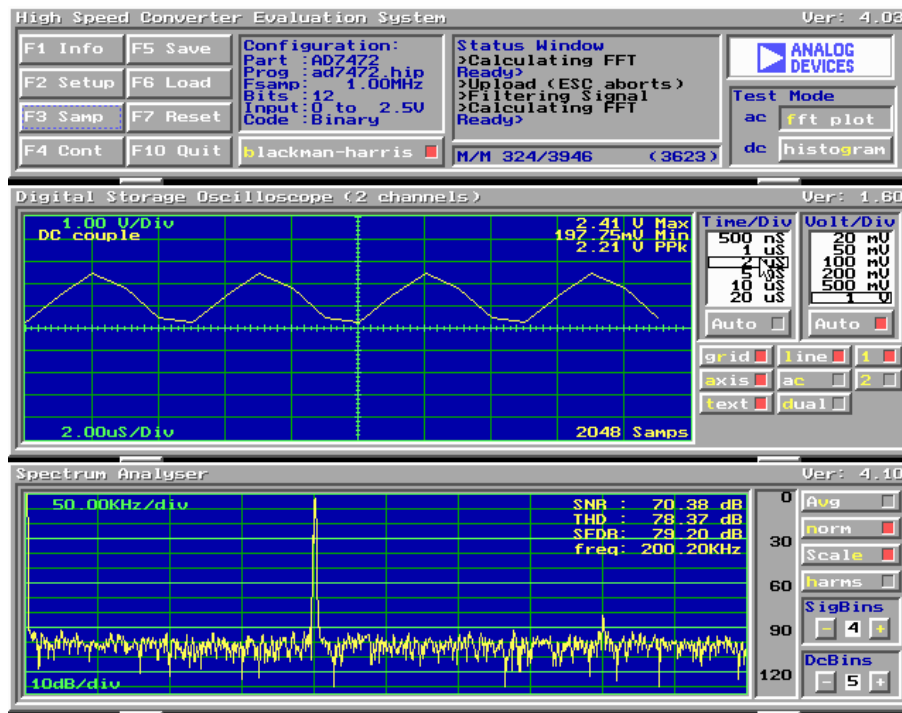 High Speed Converter Evaluation System Ver: 4.03
F1 Info F5 Save
F2 Setup F6 Load
F3 Samp F7 Reset
F4 Cont F10 Quit
Configuration:
Part :AD7472
Prog :ad7472.hip
Fsamp: 1.00MHz
Bits :12
Input:0 to 2.5V
Code :Binary
blackman-harris
Status Window
>Calculating FFT
Ready>
>Upload (ESC aborts)
>Filtering Signal
>Calculating FFT
Ready>
M/M 324/3946 (3623)
ANALOG
DEVICES
Test Mode
ac fft plot
dc histogram
Digital Storage Oscilloscope (2 channels) Ver: 1.60
1.00 V/Div
DC couple
2.41 V Max
197.75mV Min
2.21 V PPk
2.00uS/Div
2048 Samps
Time/Div
500 nS
1 uS
2 uS
5 uS
10 uS
20 uS
Auto
Volt/Div
20 mV
50 mV
100 mV
200 mV
500 mV
1 V
Auto
grid line 1
axis ac 2
text dual
Spectrum Analyser Ver: 4.10
50.00KHz/div
SNR : 70.38 dB
THD : 78.37 dB
SFDR: 79.20 dB
freq: 200.20KHz
10dB/div
0
30
60
90
120
Avg
norm
Scale
harms
SigBins
- 4 +
DcBins
- 5 +